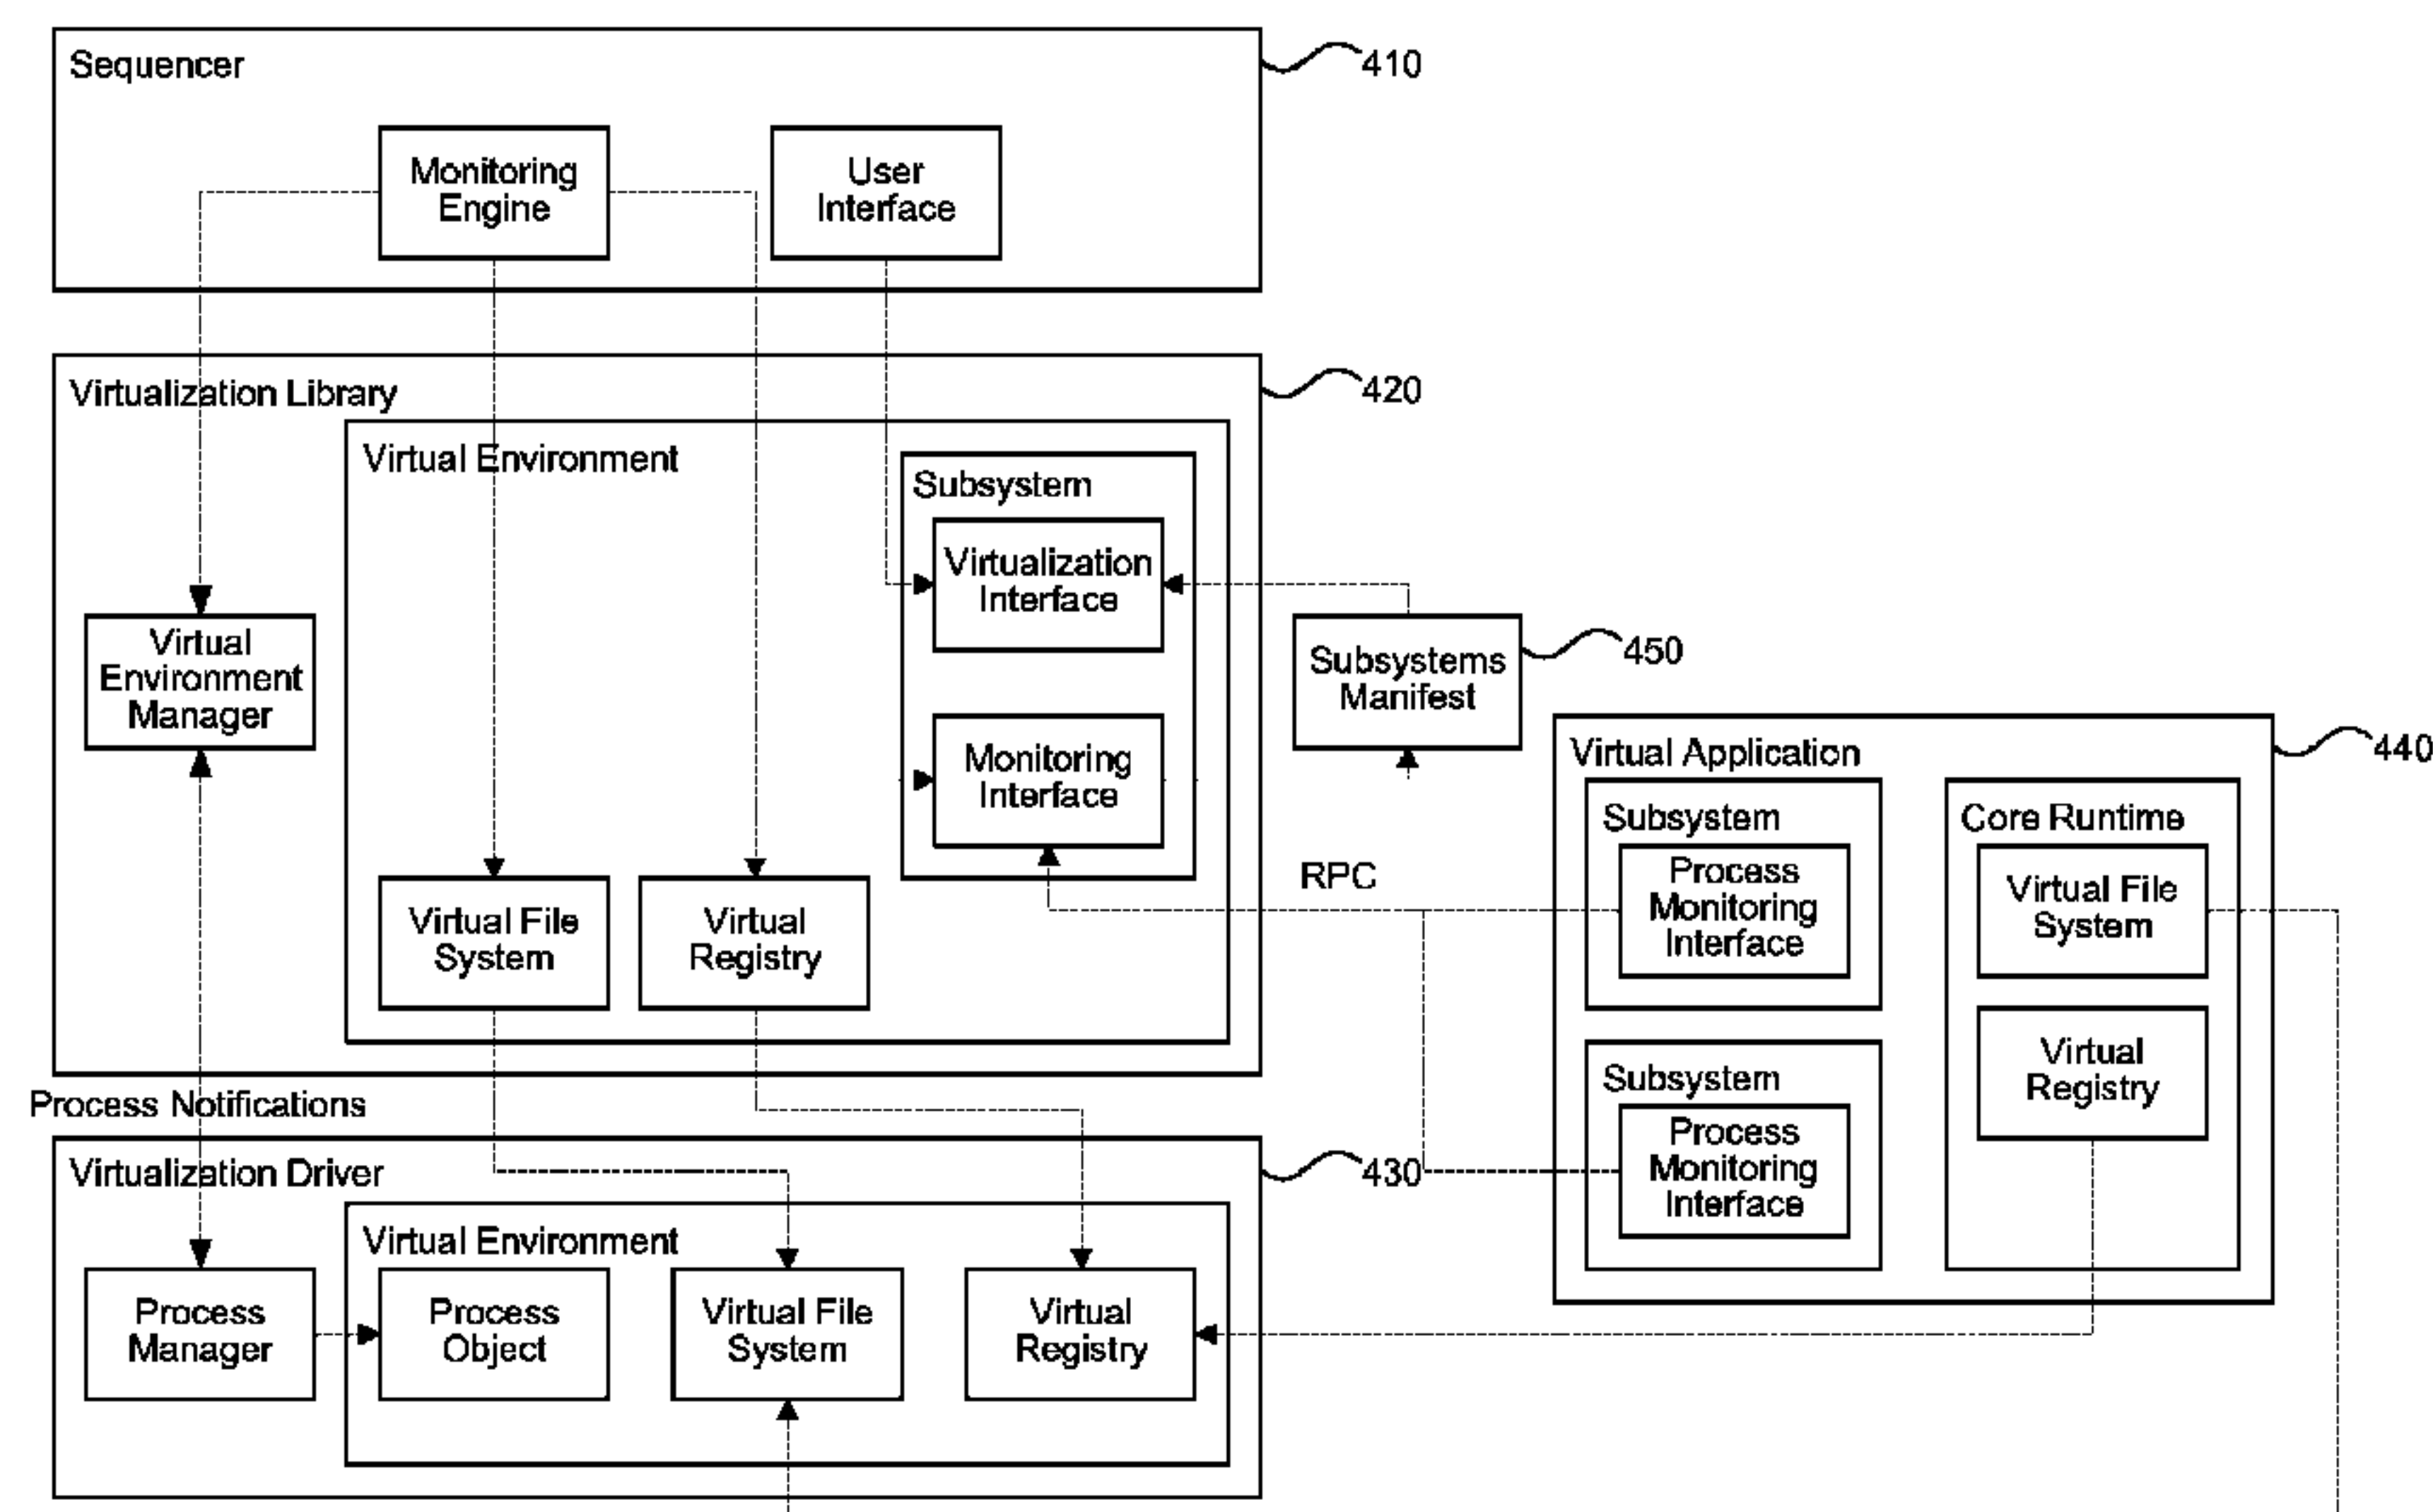 Sequencer
410
Monitoring
Engine
User
Interface
Virtualization Library
420
Virtual Environment
Subsystem
Virtualization
Interface
Virtual
Environment
Manager
Subsystems
Manifest
450
Monitoring
Interface
Virtual Application
440
Subsystem
Core Runtime
Process
Monitoring
Interface
Virtual File
System
RPC
Virtual File
System
Virtual
Registry
Virtual
Registry
Subsystem
Process
Monitoring
Interface
Process Notifications
Virtualization Driver
430
Virtual Environment
Process
Manager
Process
Object
Virtual File
System
Virtual
Registry